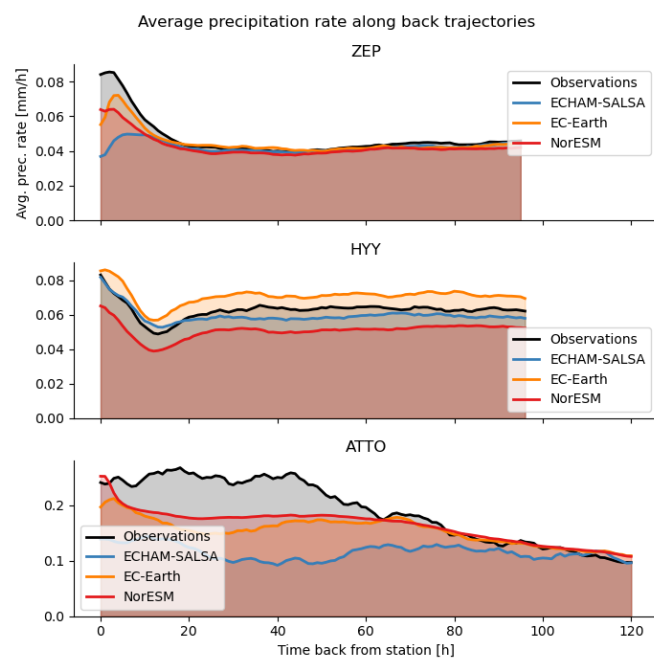 Average precipitation rate along back trajectories
ZEP
Avg. prec. rate [mm/h]
0.08
0.06
0.04
0.02
0.00
Observations
ECHAM-SALSA
EC-Earth
NorESM
HYY
0.08
0.06
0.04
0.02
0.00
Observations
ECHAM-SALSA
EC-Earth
NorESM
ATTO
0.2
0.1
0.0
Observations
ECHAM-SALSA
EC-Earth
NorESM
0 20 40 60 80 100 120
Time back from station [h]